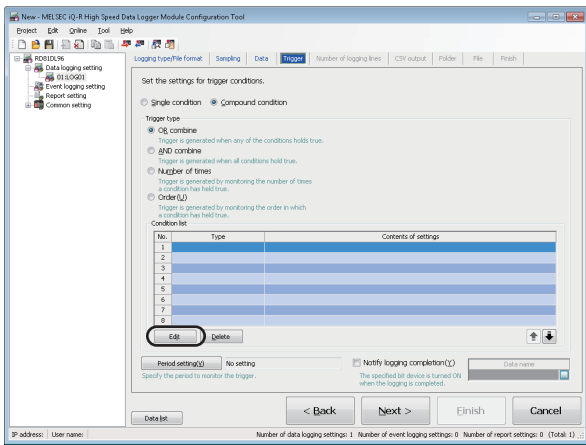 New - MELSEC iQ-R High Speed Data Logger Module Configuration Tool
Project Edit Online Tool Help
RD81DL96
Data logging setting
01:LOG01
Event logging setting
Report setting
Common setting
Logging type/File format Sampling Data Trigger Number of logging lines CSV output Folder File Finish
Set the settings for trigger conditions.
Single condition Compound condition
Trigger type
OR combine
Trigger is generated when any of the conditions holds true.
AND combine
Trigger is generated when all conditions hold true.
Number of times
Trigger is generated by monitoring the number of times
a condition has held true.
Order(U)
Trigger is generated by monitoring the order in which
a condition has held true.
Condition list
No. Type Contents of settings
1
2
3
4
5
6
7
8
Edit Delete
Period setting(V) No setting
Specify the period to monitor the trigger.
Notify logging completion(Y)
The specified bit device is turned ON
when the logging is completed.
Data name
Data list
< Back Next > Finish Cancel
IP address: User name: Number of data logging settings: 1 Number of event logging settings: 0 Number of report settings: 0 (Total: 1)